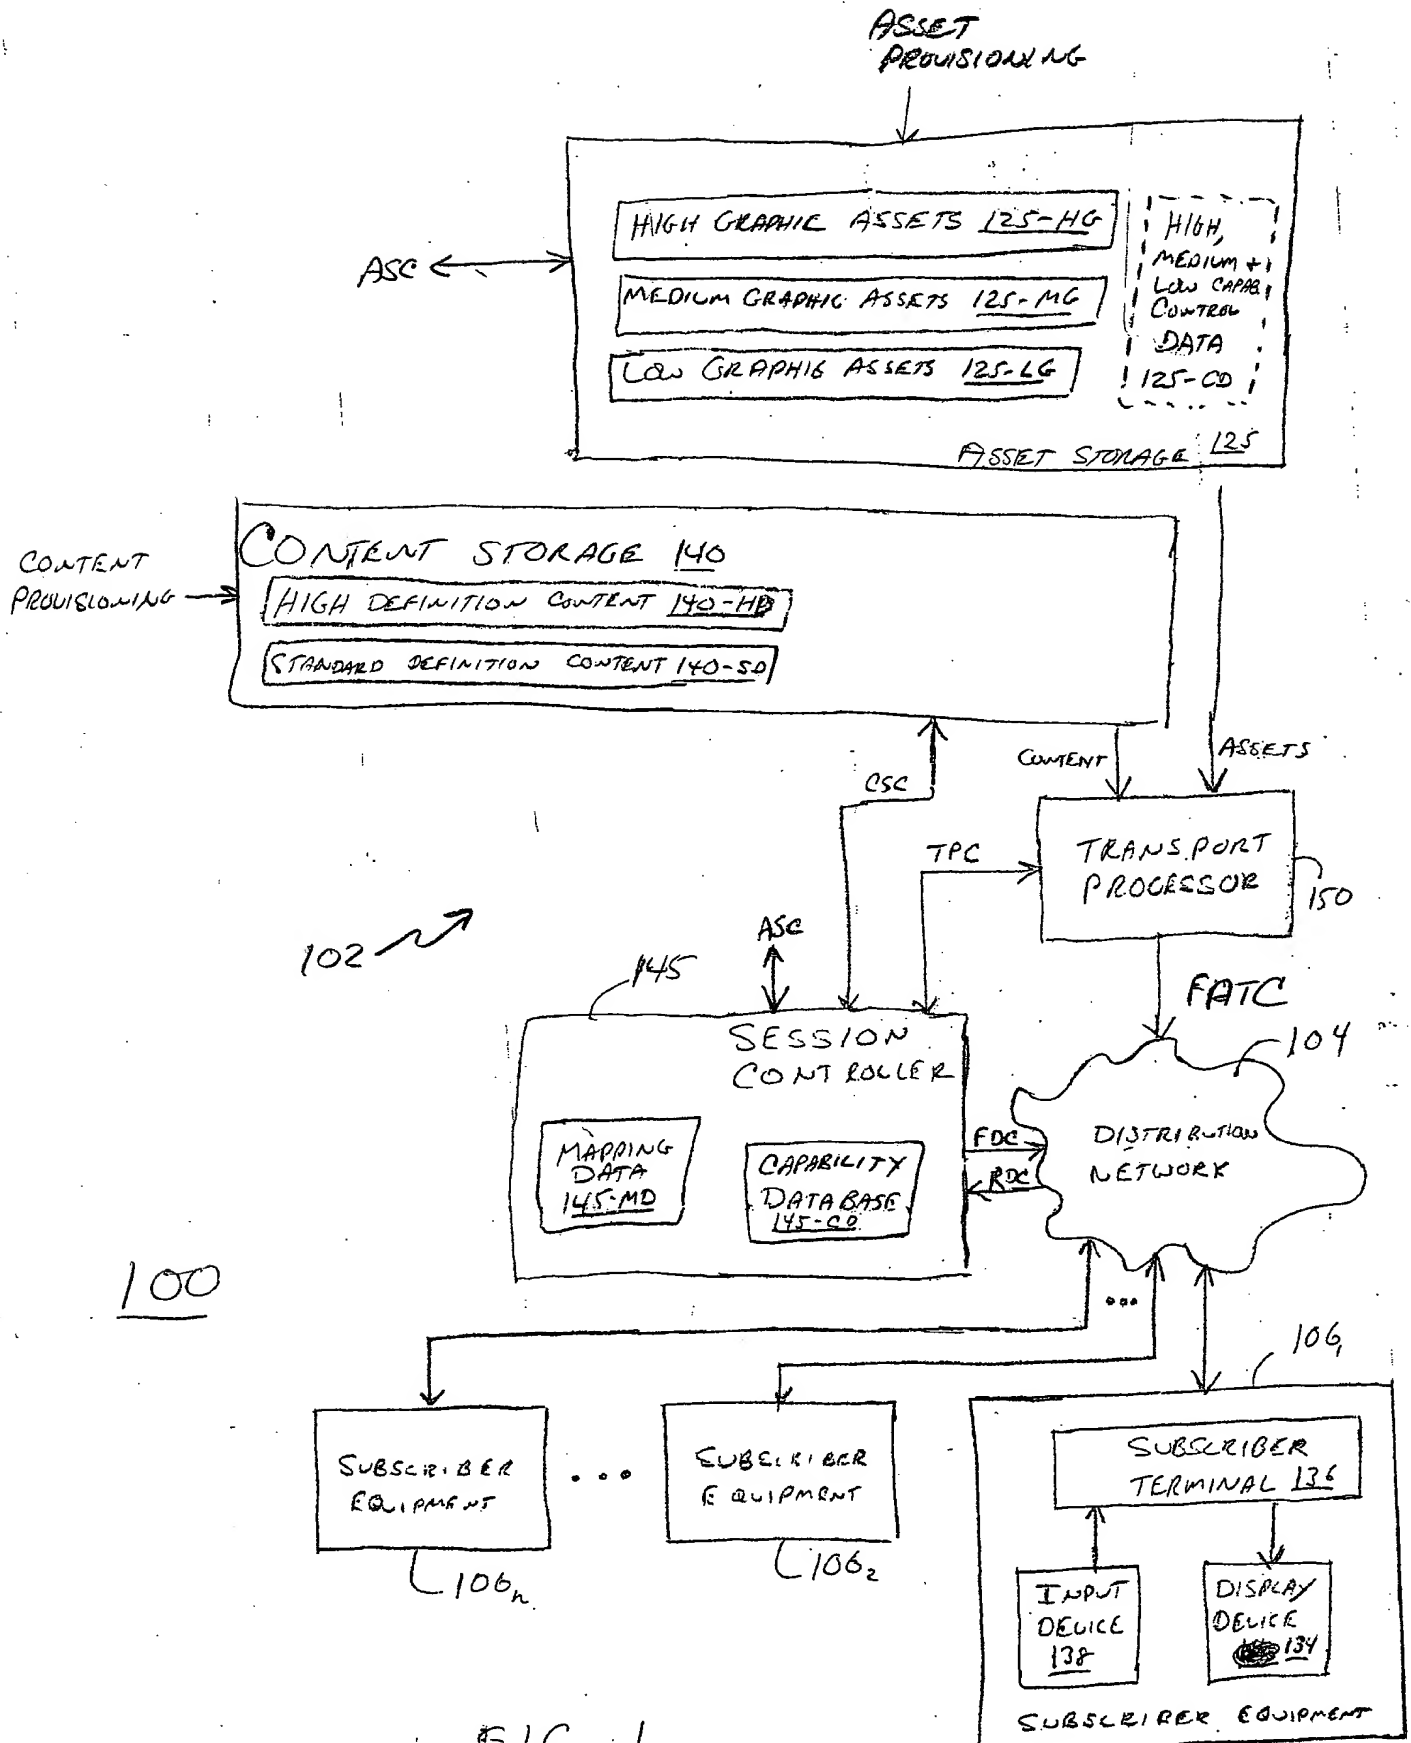 ASSET
PROVISIONING
HIGH GRAPHIC ASSETS 125-HG
MEDIUM GRAPHIC ASSETS 125-MG
LOW GRAPHIC ASSETS 125-LG
HIGH,
MEDIUM +
LOW CAPAB.
CONTROL
DATA
125-CD
ASSET STORAGE 125
ASC
CONTENT
PROVISIONING
CONTENT STORAGE 140
HIGH DEFINITION CONTENT 140-HD
STANDARD DEFINITION CONTENT 140-SD
CONTENT
ASSETS
CSC
TPC
TRANSPORT
PROCESSOR
150
102
ASC
145
FATC
104
SESSION
CONTROLLER
MAPPING
DATA
145-MD
CAPABILITY
DATABASE
145-CD
FDC
RDC
DISTRIBUTION
NETWORK
100
...
106₁
SUBSCRIBER
EQUIPMENT
...
SUBSCRIBER
EQUIPMENT
SUBSCRIBER
TERMINAL 136
106ₙ
106₂
INPUT
DEVICE
138
DISPLAY
DEVICE
134
SUBSCRIBER EQUIPMENT
FIG. 1